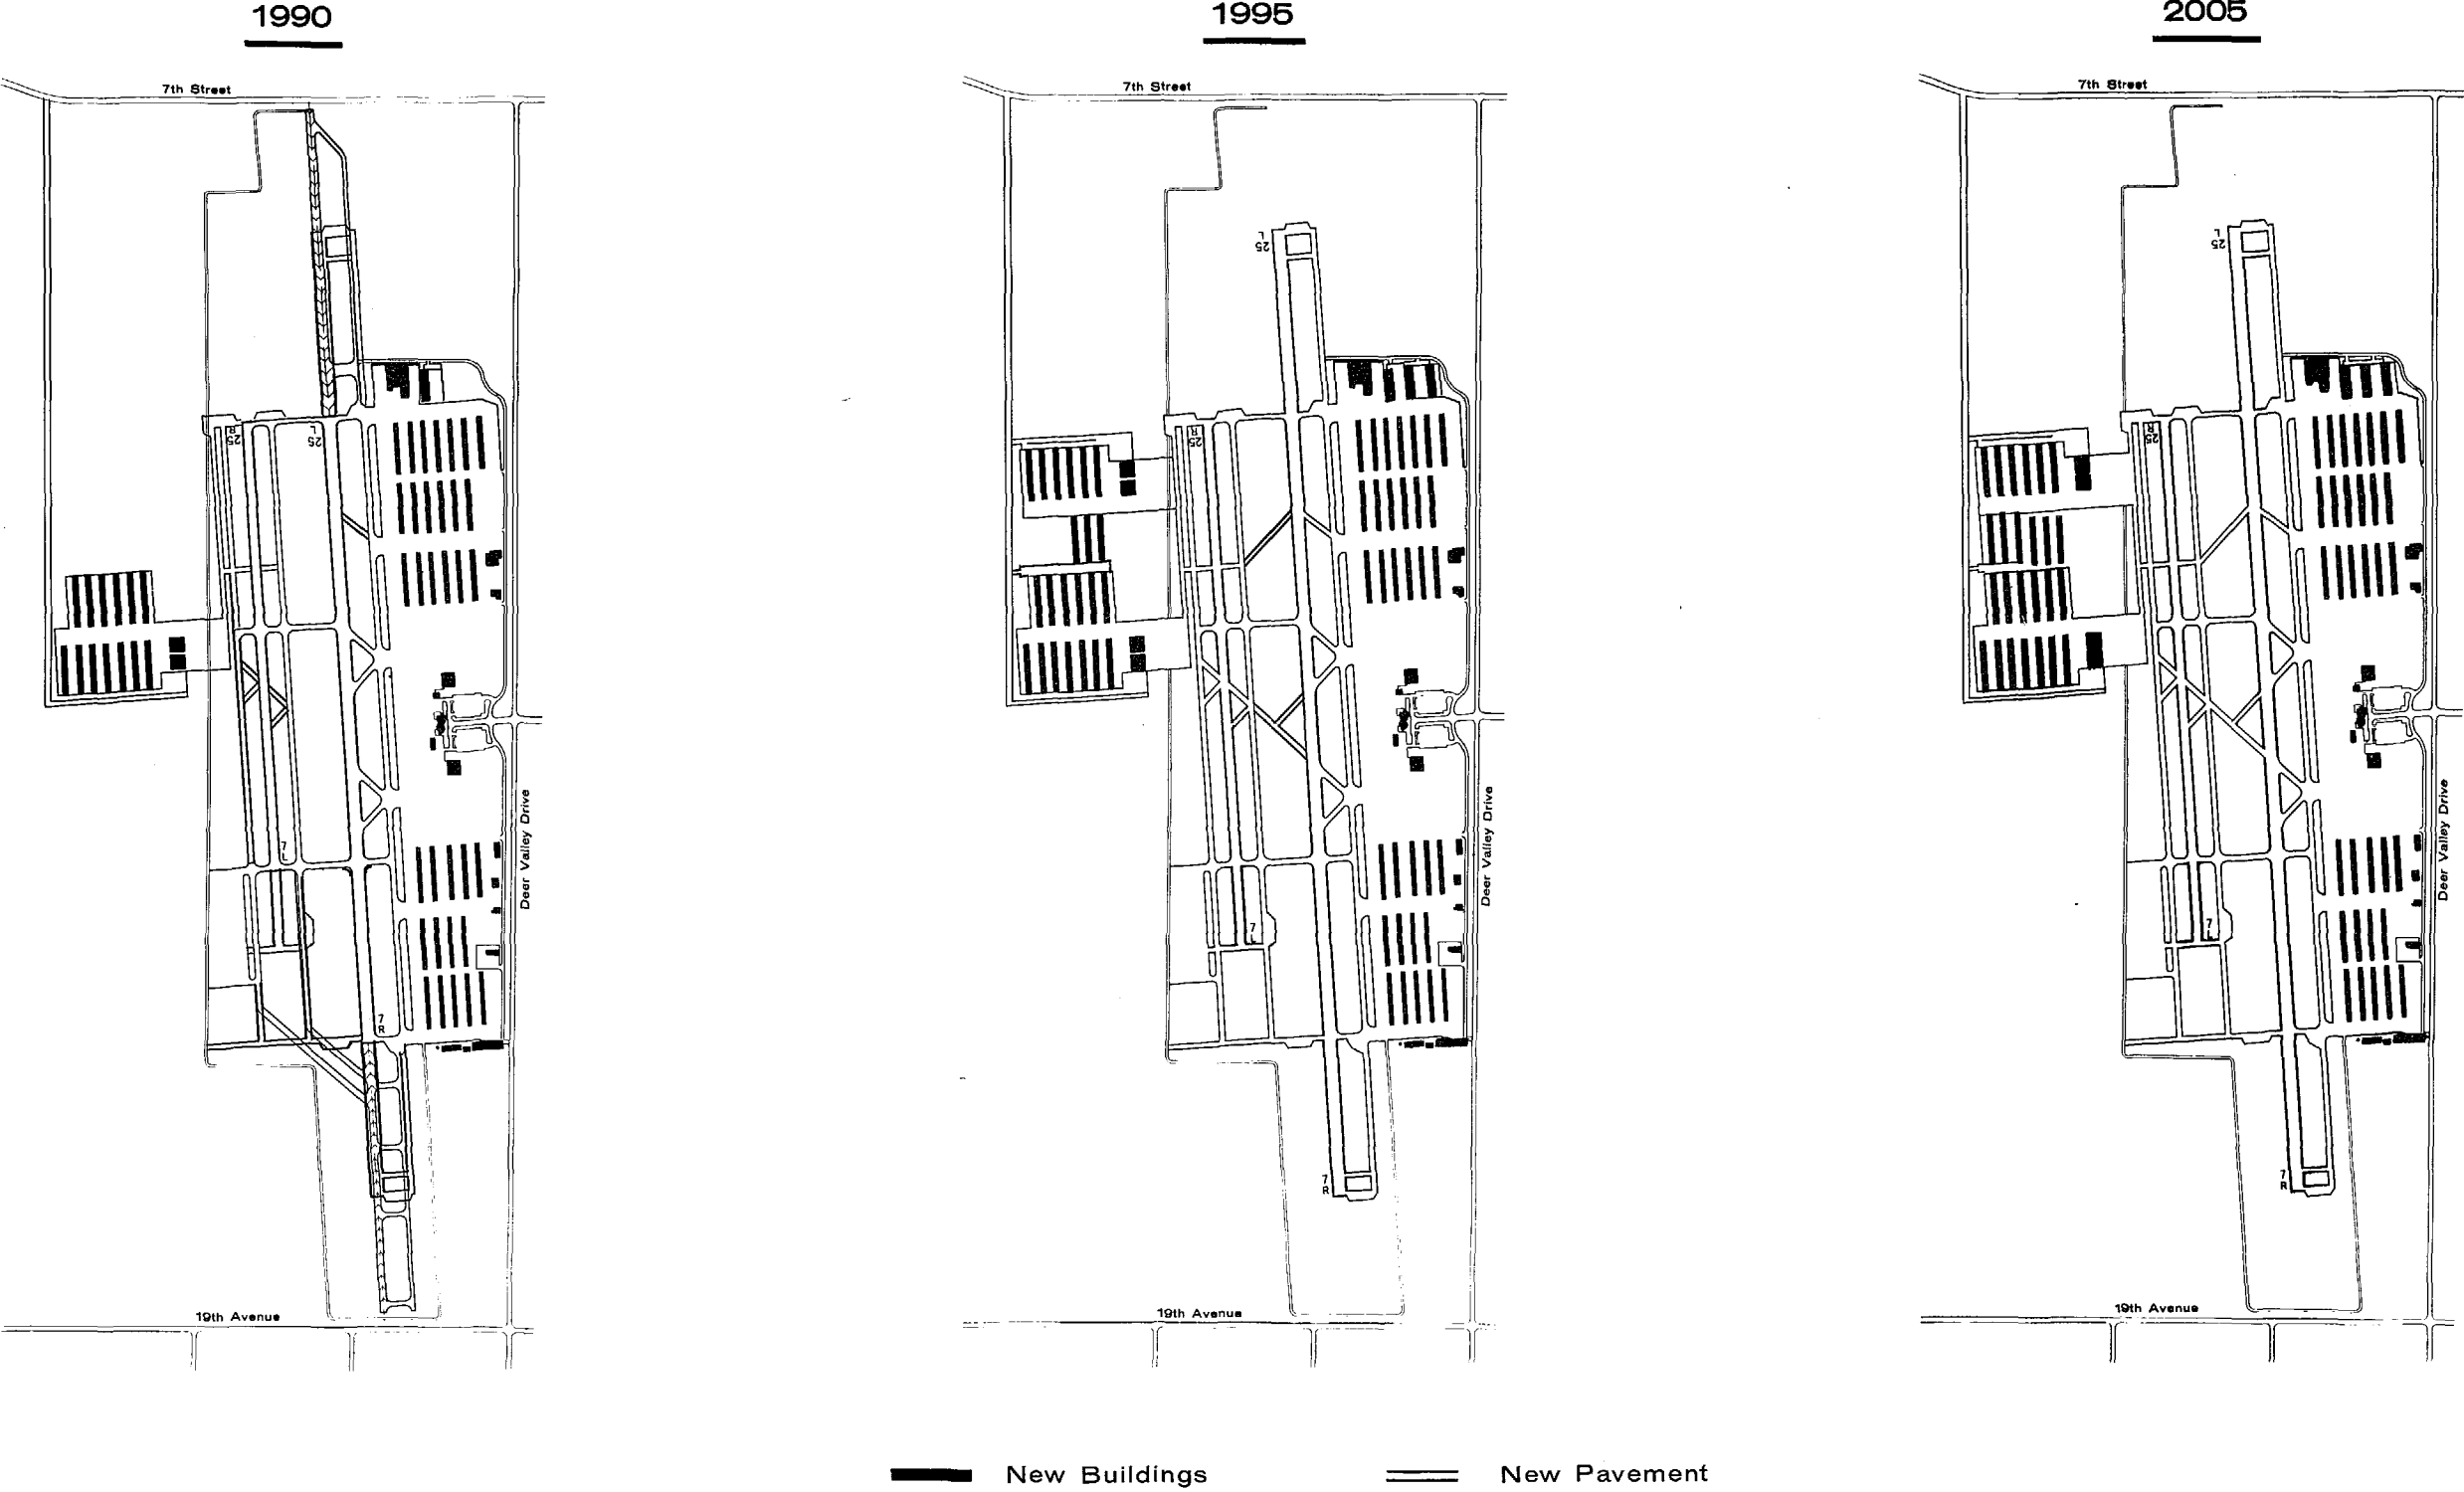 1990
7th Street
25
R
25
L
7
L
7
R
Deer Valley Drive
19th Avenue
1995
7th Street
25
L
25
R
7
L
7
R
Deer Valley Drive
19th Avenue
2005
7th Street
25
L
25
R
7
L
7
R
Deer Valley Drive
19th Avenue
New Buildings
New Pavement